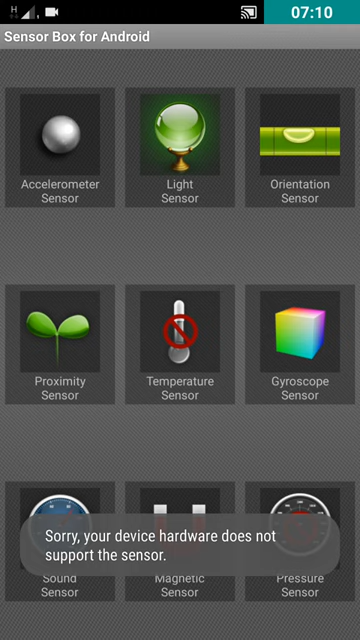 H
07:10
Sensor Box for Android
Accelerometer
Sensor
Light
Sensor
Orientation
Sensor
Proximity
Sensor
Temperature
Sensor
Gyroscope
Sensor
Sorry, your device hardware does not
support the sensor.
Sound
Sensor
Magnetic
Sensor
Pressure
Sensor